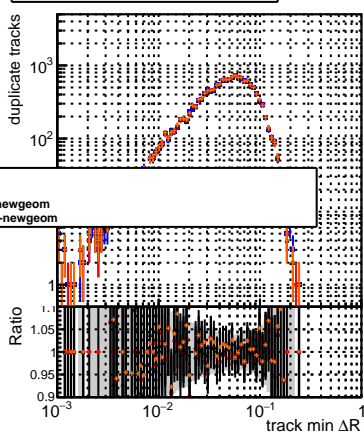 duplicate tracks
10³
10²
newgeom
-newgeom
1
Ratio
1.1
1.05
1
0.95
0.9
10⁻³
10⁻²
10⁻¹
1
track min ΔR